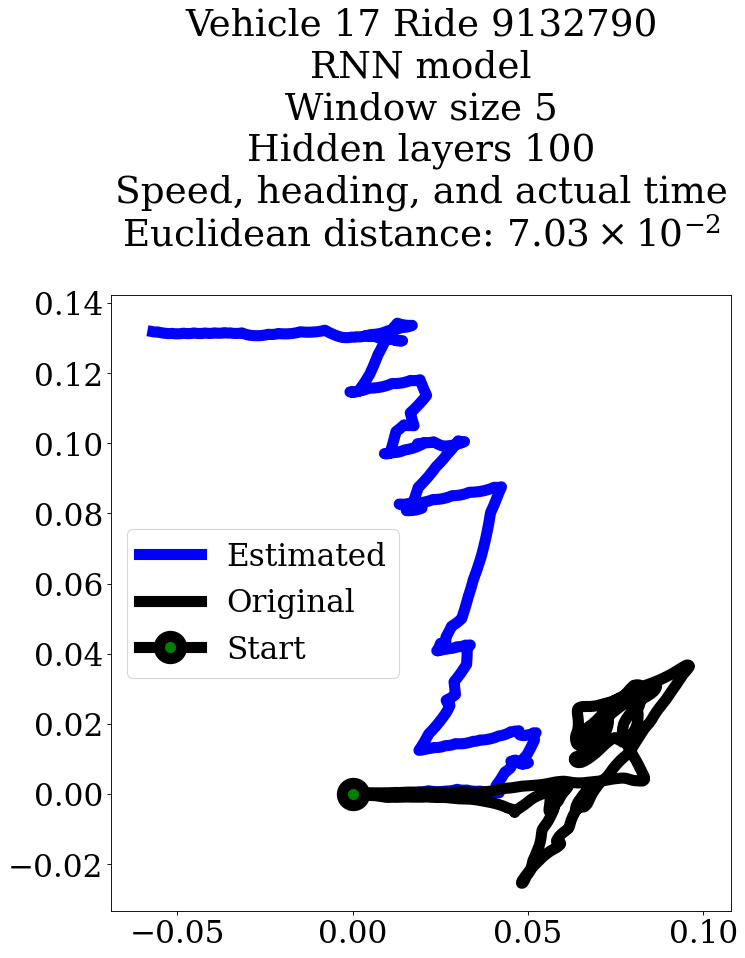 Vehicle 17 Ride 9132790
RNN model
Window size 5
Hidden layers 100
Speed, heading, and actual time
Euclidean distance: 7.03 × 10⁻²
0.14
0.12
0.10
0.08
0.06
0.04
0.02
0.00
−0.02
Estimated
Original
Start
−0.05 0.00 0.05 0.10